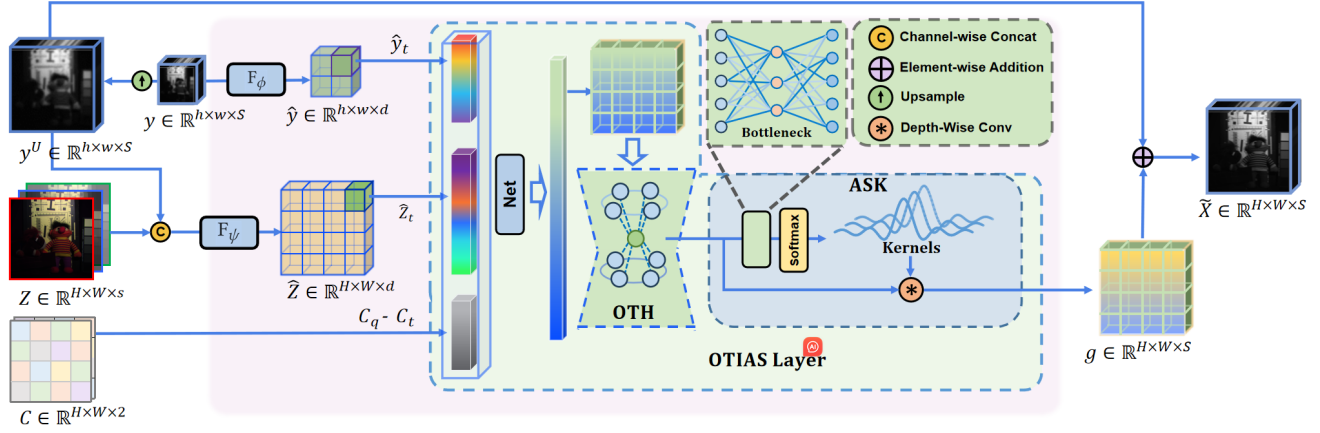 y^U ∈ ℝ^{h×w×S}
y ∈ ℝ^{h×w×S}
F_ϕ
ŷ ∈ ℝ^{h×w×d}
ŷ_t
Z ∈ ℝ^{H×W×s}
C
F_ψ
Ẑ ∈ ℝ^{H×W×d}
Ẑ_t
C ∈ ℝ^{H×W×2}
C_q - C_t
Net
OTH
Bottleneck
C Channel-wise Concat
Element-wise Addition
Upsample
Depth-Wise Conv
ASK
Softmax
Kernels
OTIAS Layer
AI
g ∈ ℝ^{H×W×S}
X̃ ∈ ℝ^{H×W×S}